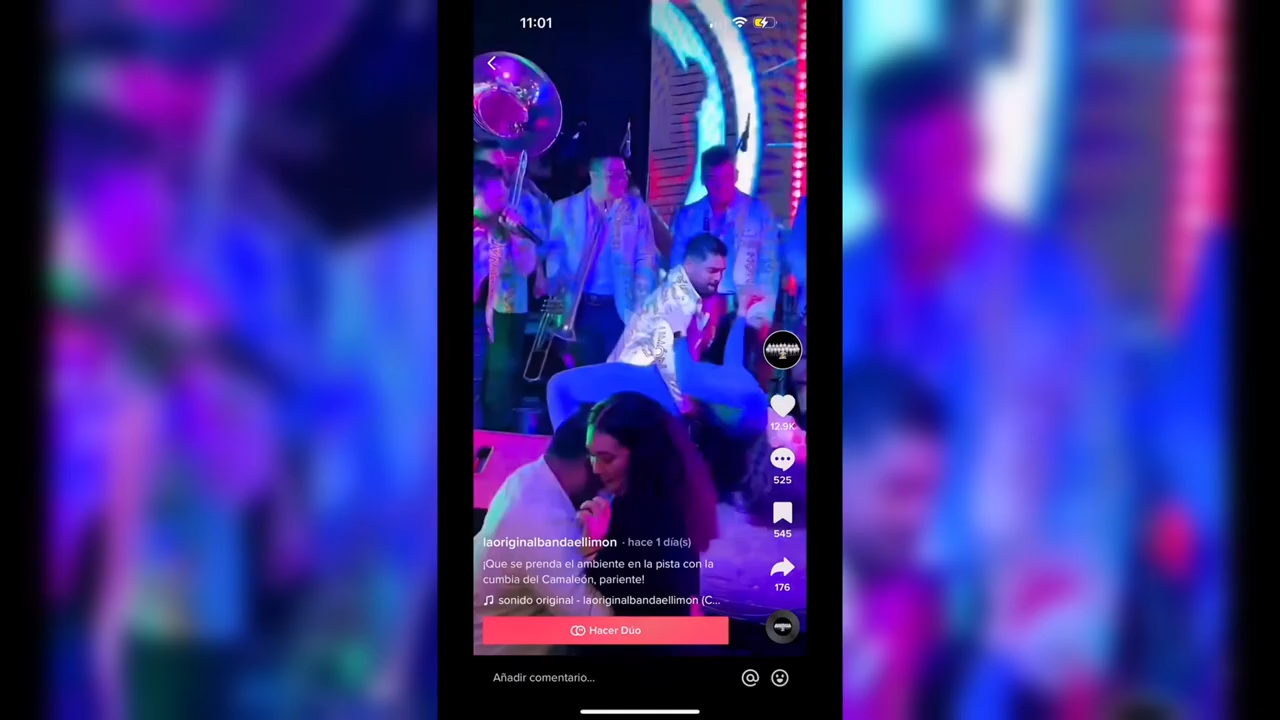 11:01
12.9K
525
545
176
laoriginalbandaellimon · hace 1 día(s)
¡Que se prenda el ambiente en la pista con la
cumbia del Camaleón, pariente!
sonido original - laoriginalbandaellimon (C...
Hacer Dúo
Añadir comentario...